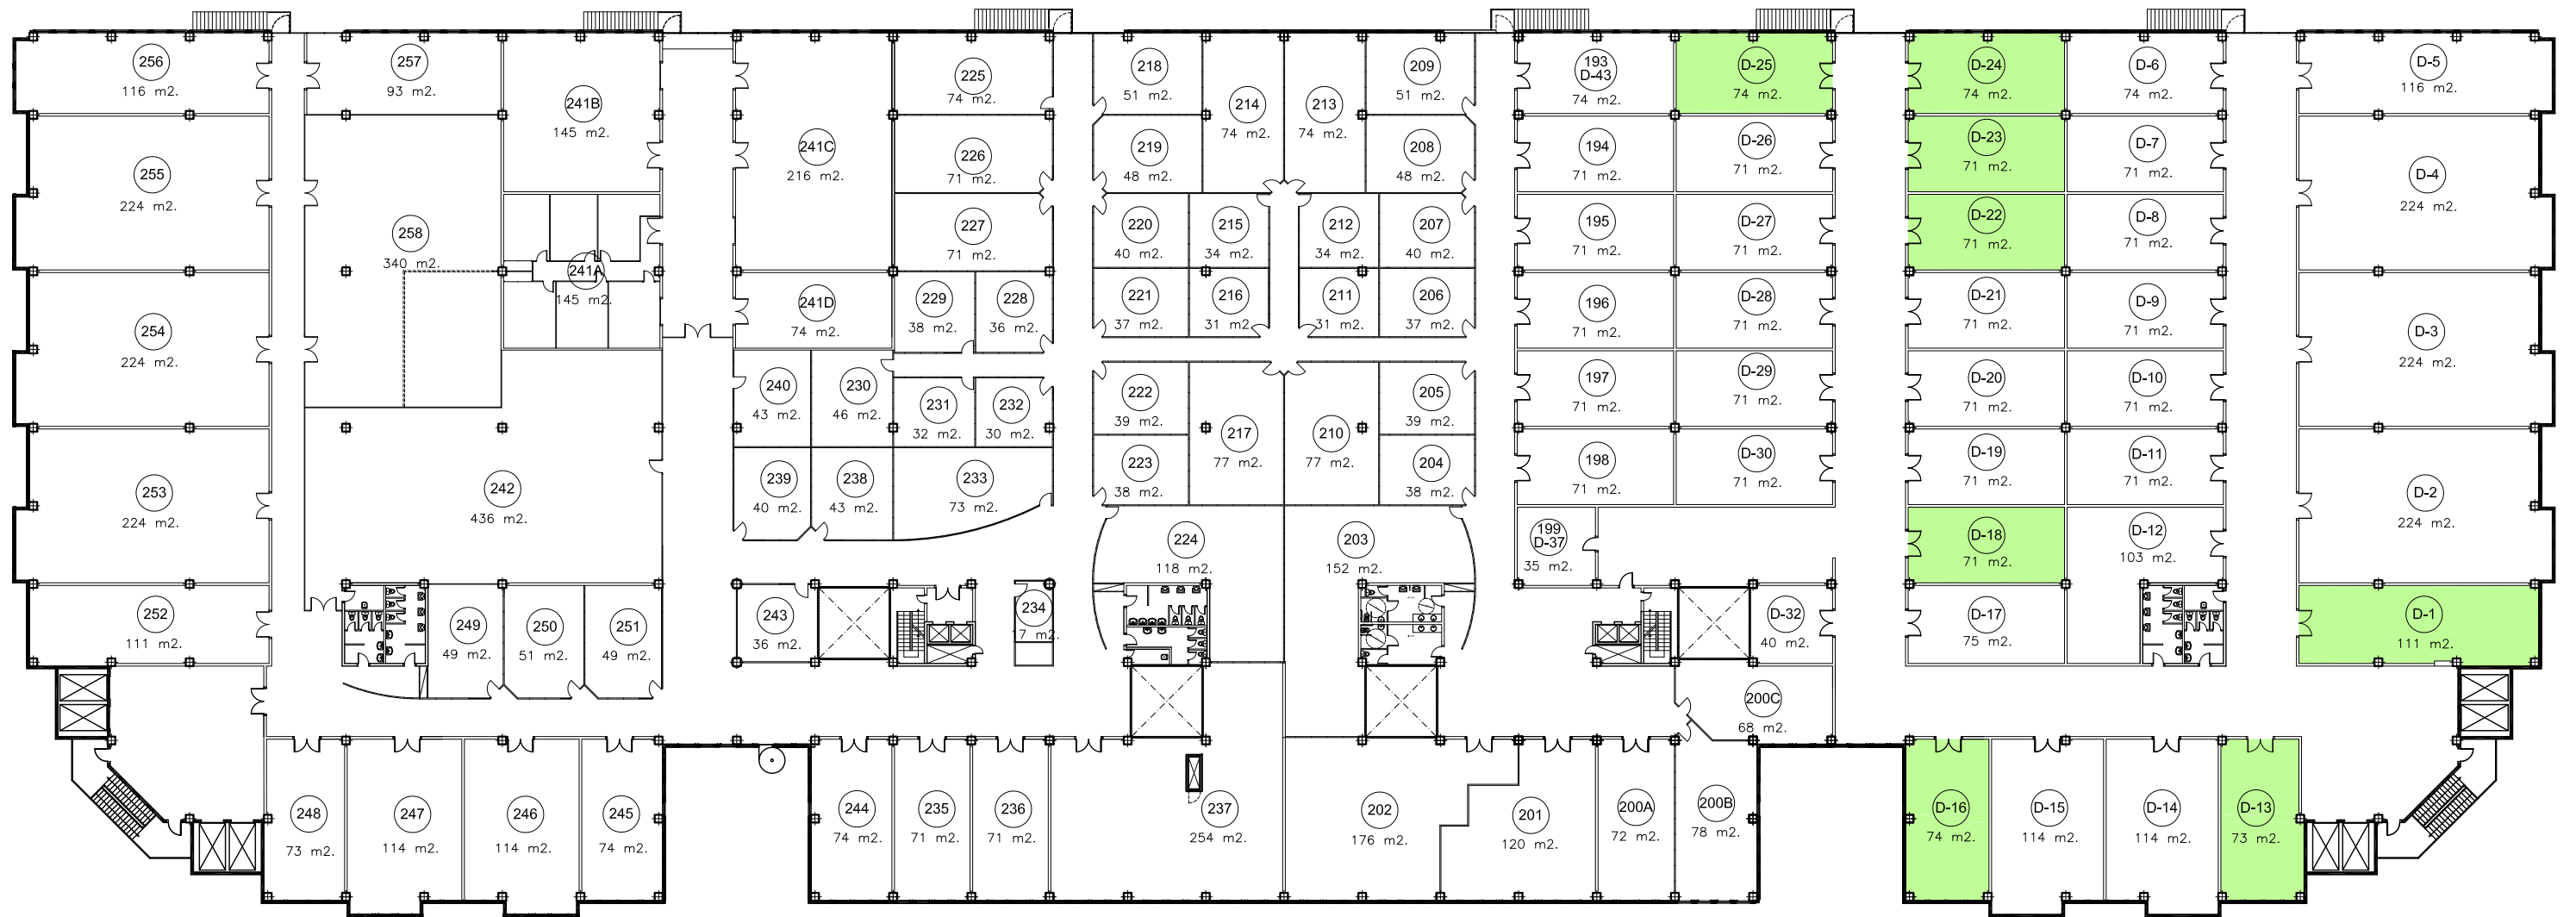 256
116 m2.
257
93 m2.
241B
145 m2.
241C
216 m2.
225
74 m2.
218
51 m2.
214
74 m2.
213
74 m2.
209
51 m2.
193
D-43
74 m2.
D-25
74 m2.
D-24
74 m2.
D-6
74 m2.
D-5
116 m2.
255
224 m2.
226
71 m2.
219
48 m2.
208
48 m2.
194
71 m2.
D-26
71 m2.
D-23
71 m2.
D-7
71 m2.
D-4
224 m2.
258
340 m2.
241A
145 m2.
227
71 m2.
220
40 m2.
215
34 m2.
212
34 m2.
207
40 m2.
195
71 m2.
D-27
71 m2.
D-22
71 m2.
D-8
71 m2.
254
224 m2.
241D
74 m2.
229
38 m2.
228
36 m2.
221
37 m2.
216
31 m2.
211
31 m2.
206
37 m2.
196
71 m2.
D-28
71 m2.
D-21
71 m2.
D-9
71 m2.
D-3
224 m2.
240
43 m2.
230
46 m2.
231
32 m2.
232
30 m2.
222
39 m2.
217
77 m2.
210
77 m2.
205
39 m2.
197
71 m2.
D-29
71 m2.
D-20
71 m2.
D-10
71 m2.
253
224 m2.
242
436 m2.
239
40 m2.
238
43 m2.
233
73 m2.
223
38 m2.
204
38 m2.
198
71 m2.
D-30
71 m2.
D-19
71 m2.
D-11
71 m2.
D-2
224 m2.
224
118 m2.
203
152 m2.
199
D-37
35 m2.
D-18
71 m2.
D-12
103 m2.
252
111 m2.
249
49 m2.
250
51 m2.
251
49 m2.
243
36 m2.
234
17 m2.
D-32
40 m2.
D-17
75 m2.
D-1
111 m2.
200C
68 m2.
248
73 m2.
247
114 m2.
246
114 m2.
245
74 m2.
244
74 m2.
235
71 m2.
236
71 m2.
237
254 m2.
202
176 m2.
201
120 m2.
200A
72 m2.
200B
78 m2.
D-16
74 m2.
D-15
114 m2.
D-14
114 m2.
D-13
73 m2.